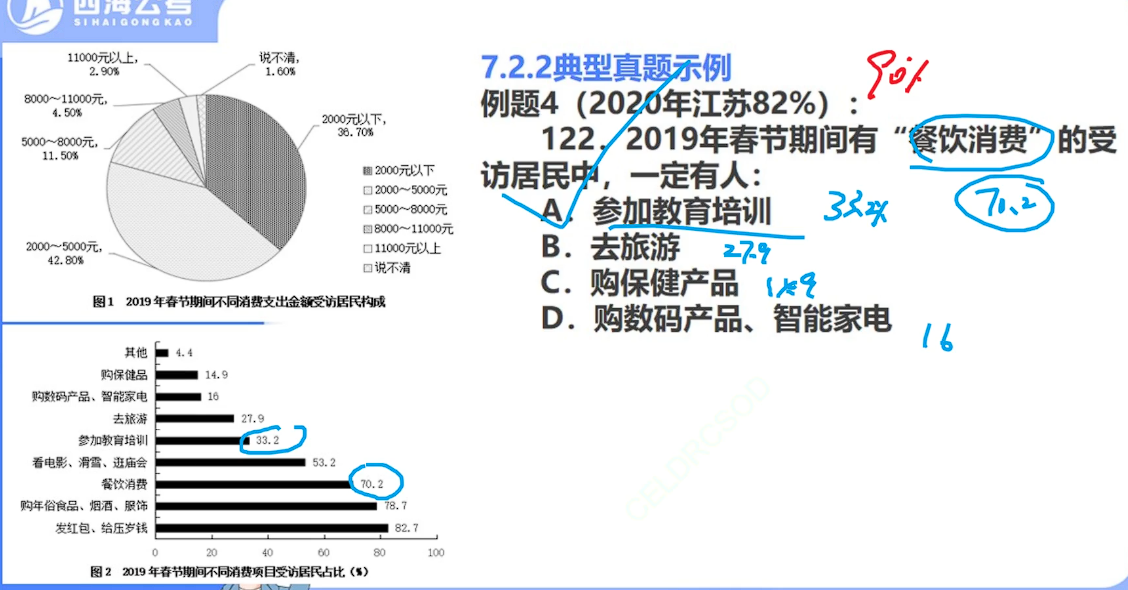 四海公考
SIHAIGONGKAO
11000元以上,
2.90%
说不清,
1.60%
8000～11000元,
4.50%
5000～8000元,
11.50%
2000元以下,
36.70%
2000～5000元,
42.80%
2000元以下
2000～5000元
5000～8000元
8000～11000元
11000元以上
说不清
图1 2019年春节期间不同消费支出金额受访居民构成
其他 4.4
购保健品 14.9
购数码产品、智能家电 16
去旅游 27.9
参加教育培训 33.2
看电影、滑雪、逛庙会 53.2
餐饮消费 70.2
购年俗食品、烟酒、服饰 78.7
发红包、给压岁钱 82.7
0 20 40 60 80 100
图2 2019年春节期间不同消费项目受访居民占比（%）
7.2.2典型真题示例
例题4（2020年江苏82%）：
90%
122．2019年春节期间有“餐饮消费”的受
访居民中，一定有人：
70.2
A．参加教育培训
33.2%
B．去旅游
27.9
C．购保健产品
D．购数码产品、智能家电
16
CELDRCSOD